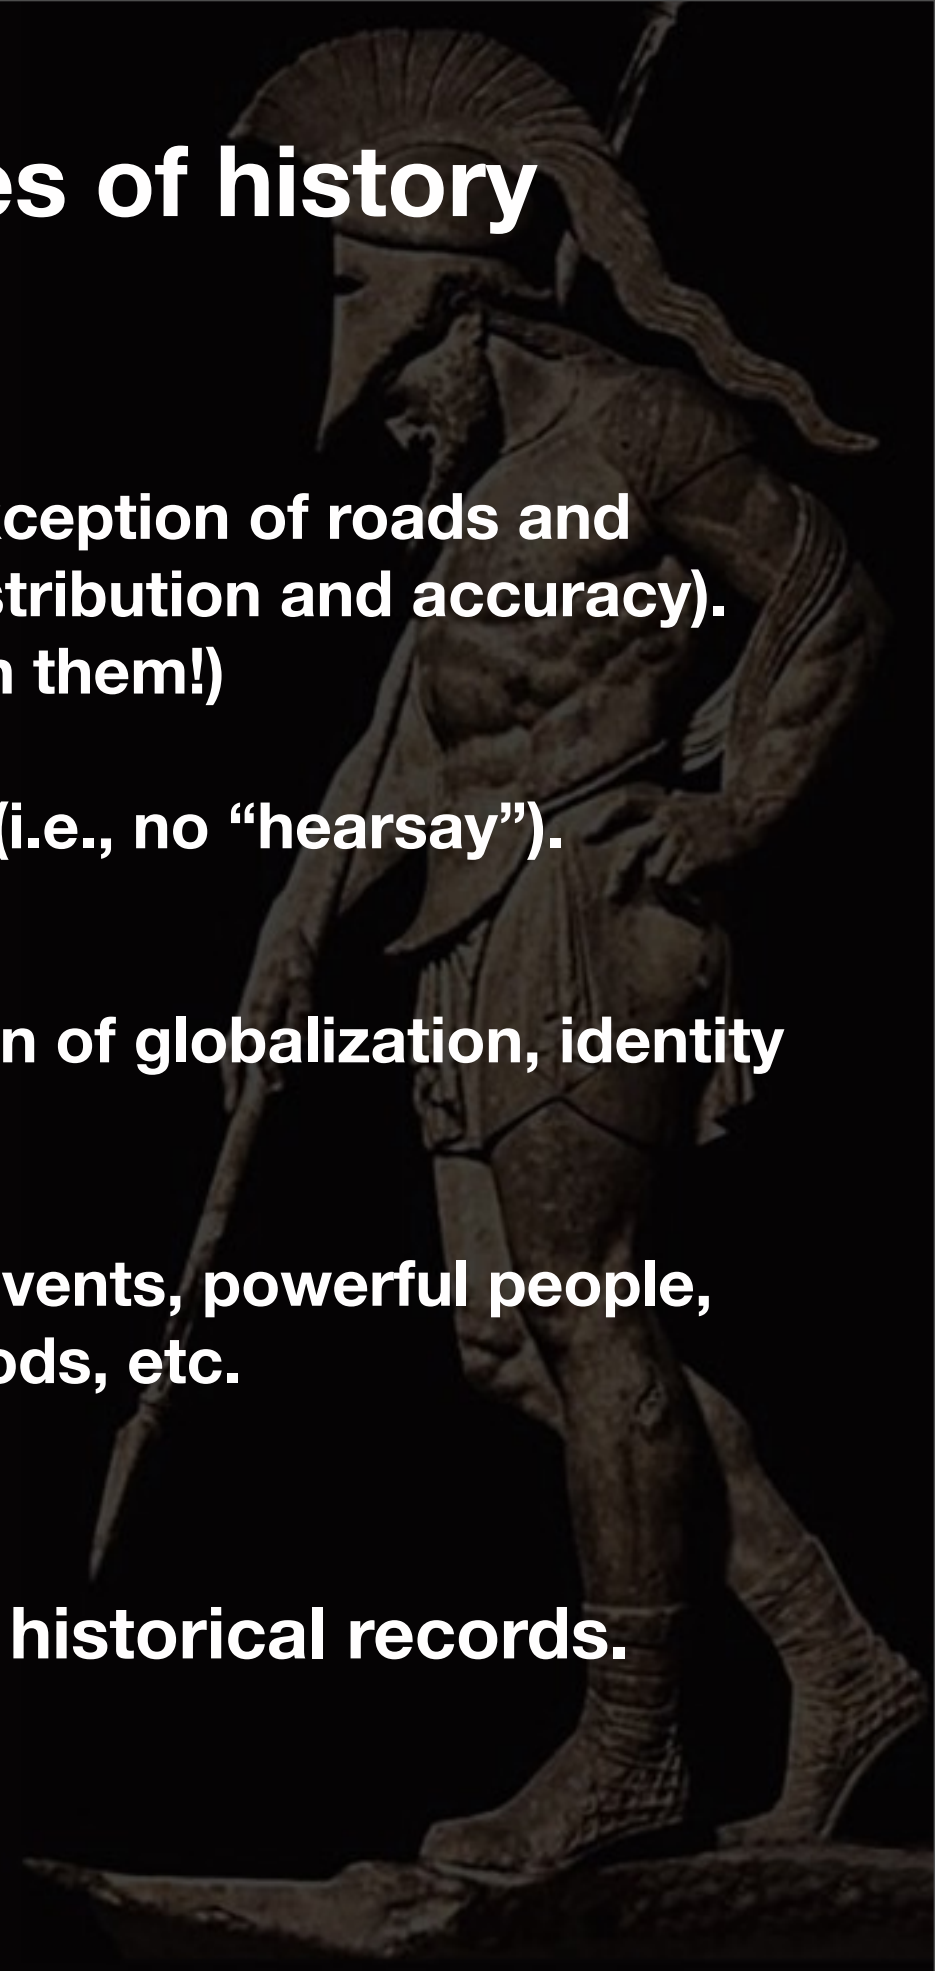 es of history
ception of roads and
stribution and accuracy).
them!)
(i.e., no “hearsay”).
n of globalization, identity
vents, powerful people,
ods, etc.
historical records.